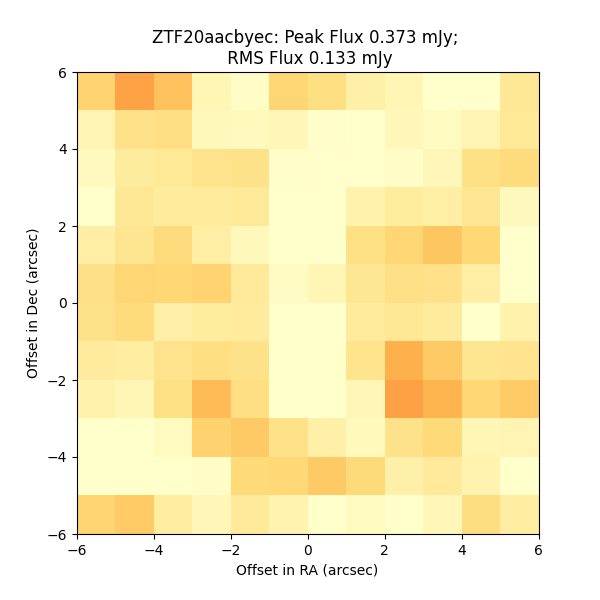 ZTF20aacbyec: Peak Flux 0.373 mJy;
RMS Flux 0.133 mJy
6
4
2
0
−2
−4
−6
Offset in Dec (arcsec)
−6 −4 −2 0 2 4 6
Offset in RA (arcsec)